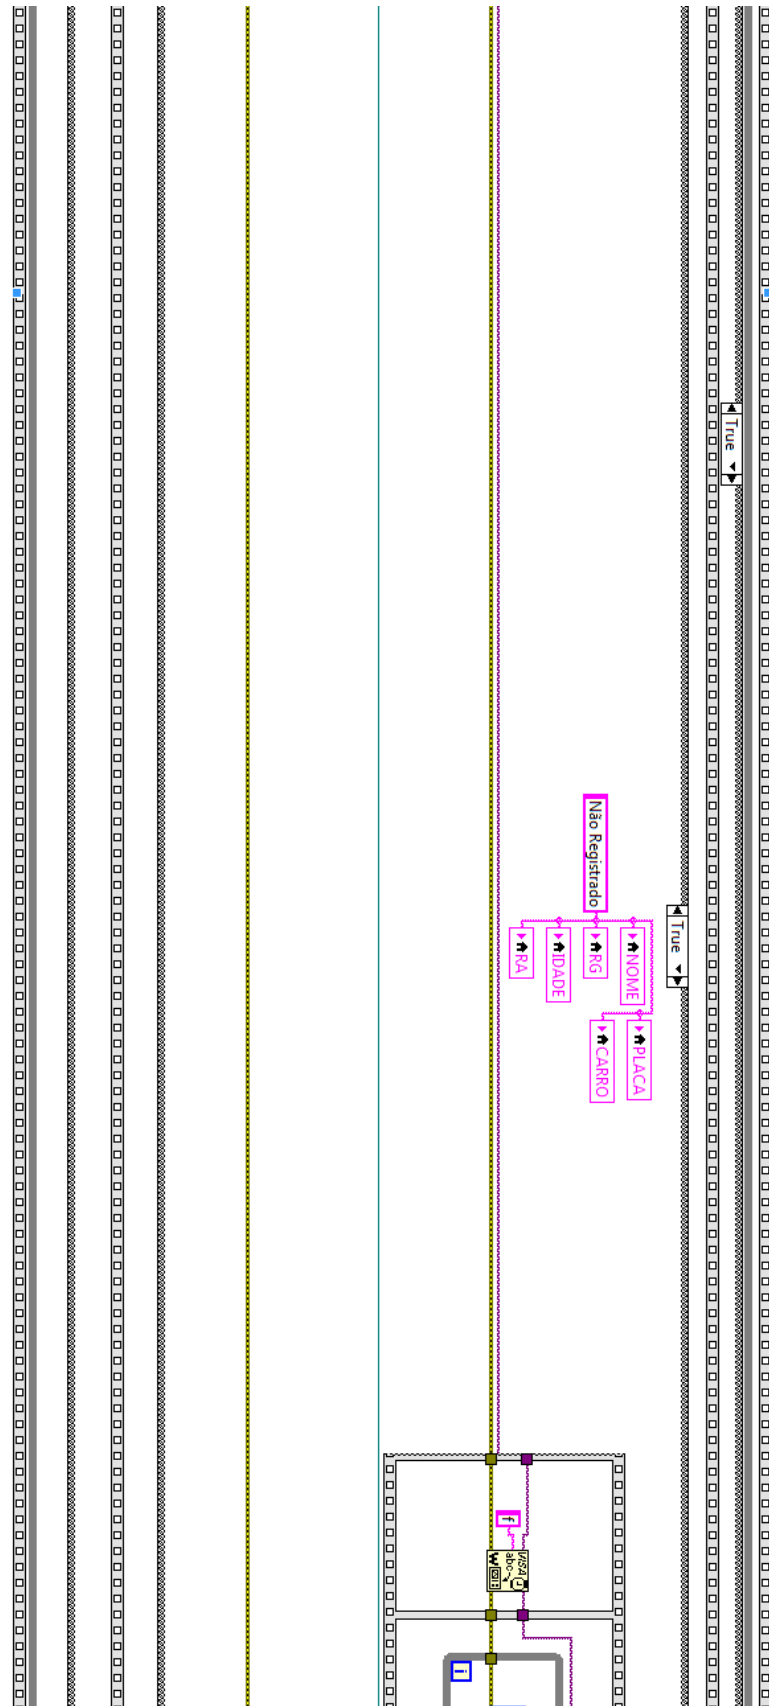 True
Não Registrado
True
NOME
RG
IDADE
RA
PLACA
CARRO
f
VISA
abc
W
i